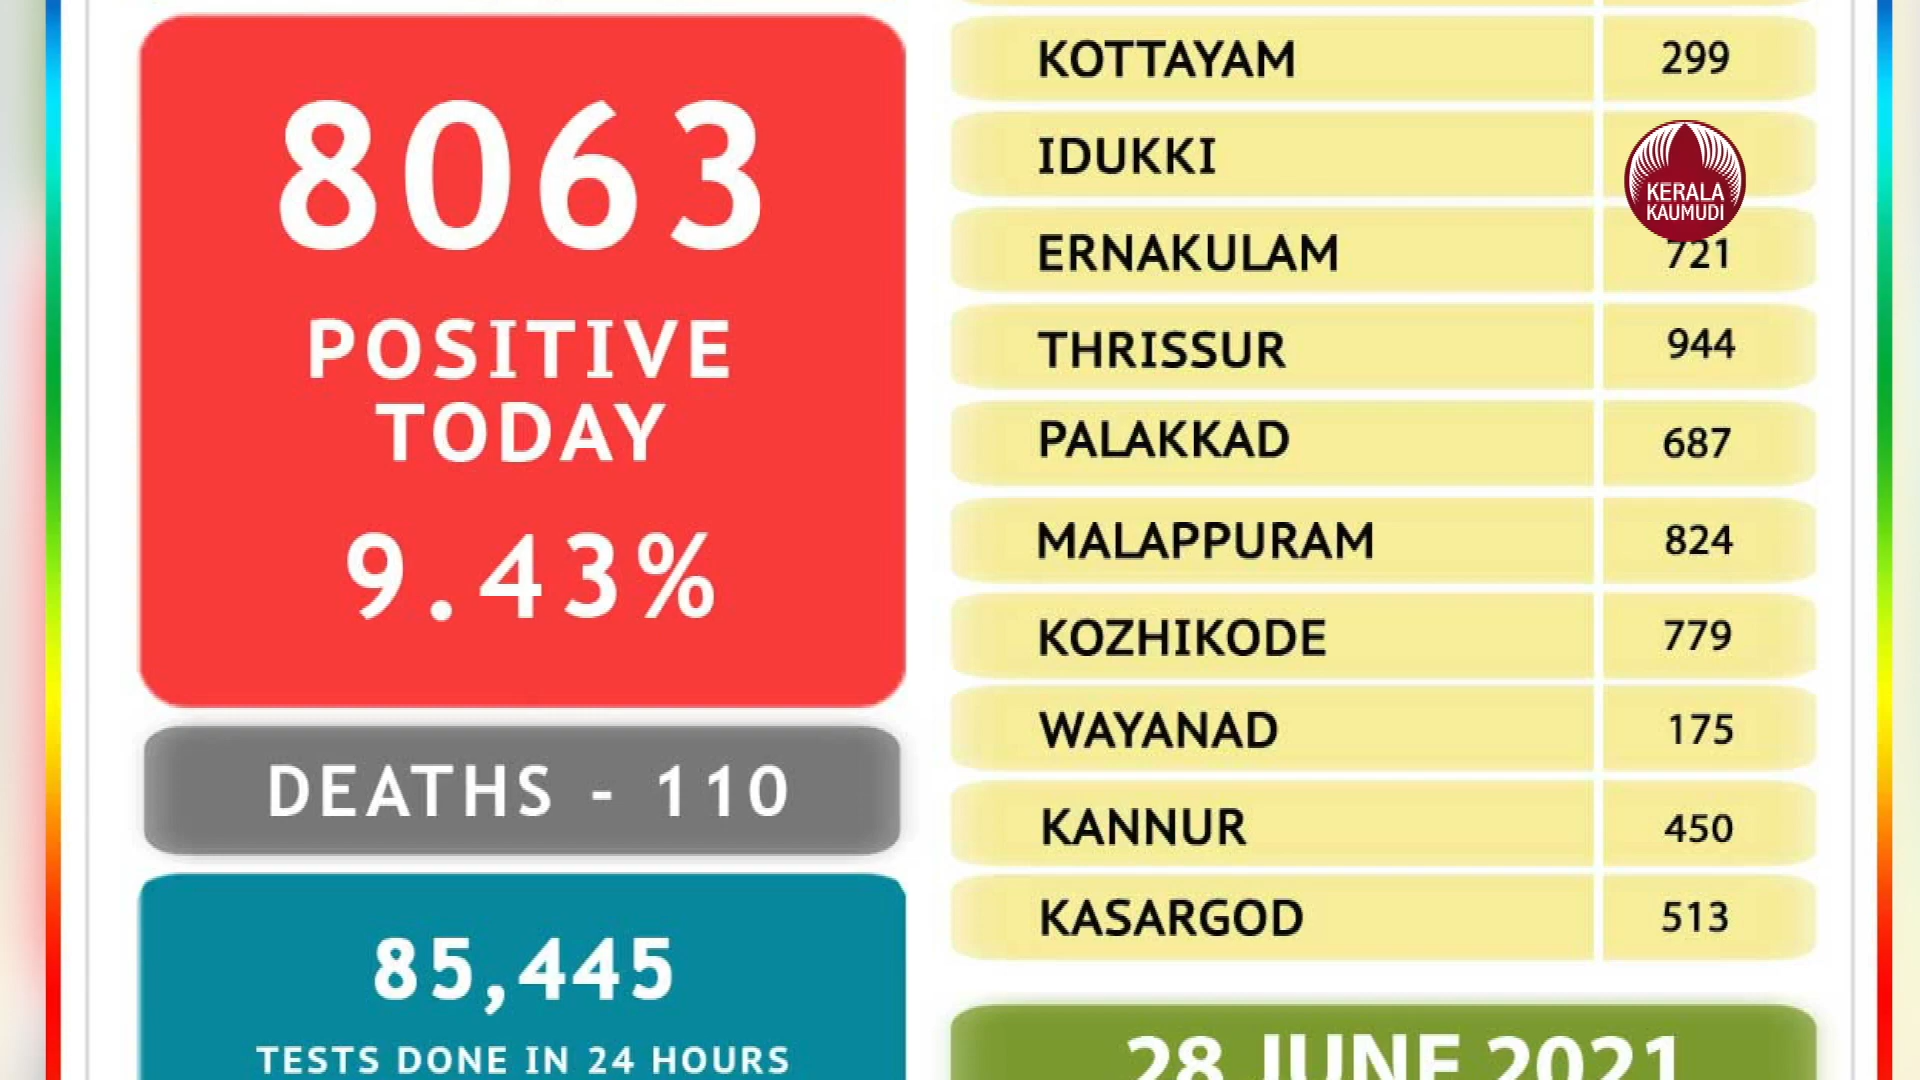 8063
POSITIVE
TODAY
9.43%
DEATHS - 110
85,445
TESTS DONE IN 24 HOURS
KOTTAYAM 299
IDUKKI
KERALA
KAUMUDI
ERNAKULAM 721
THRISSUR 944
PALAKKAD 687
MALAPPURAM 824
KOZHIKODE 779
WAYANAD 175
KANNUR 450
KASARGOD 513
28 JUNE 2021